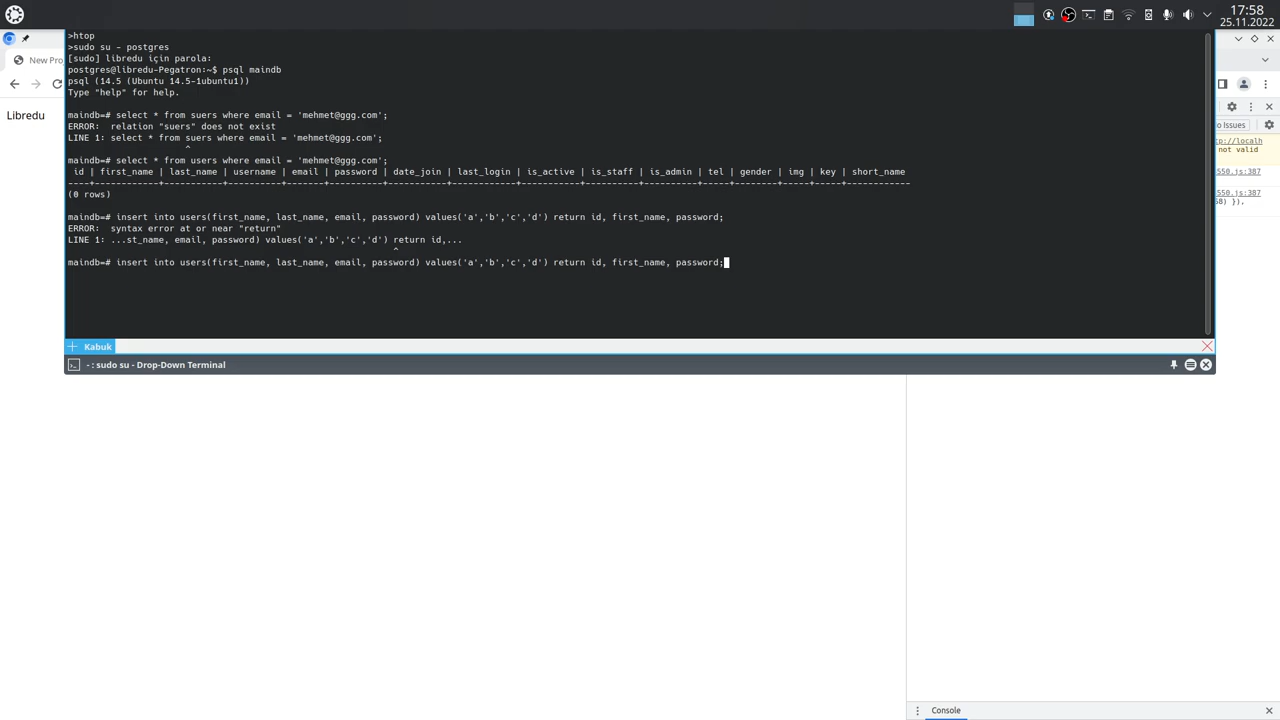 17:58
25.11.2022
>htop
>sudo su - postgres
[sudo] libredu için parola:
postgres@libredu-Pegatron:~$ psql maindb
psql (14.5 (Ubuntu 14.5-1ubuntu1))
Type "help" for help.
maindb=# select * from suers where email = 'mehmet@ggg.com';
ERROR:  relation "suers" does not exist
LINE 1: select * from suers where email = 'mehmet@ggg.com';
^
maindb=# select * from users where email = 'mehmet@ggg.com';
id | first_name | last_name | username | email | password | date_join | last_login | is_active | is_staff | is_admin | tel | gender | img | key | short_name
----+------------+-----------+----------+-------+----------+-----------+------------+-----------+----------+----------+-----+--------+-----+-----+------------
(0 rows)
maindb=# insert into users(first_name, last_name, email, password) values('a','b','c','d') return id, first_name, password;
ERROR:  syntax error at or near "return"
LINE 1: ...st_name, email, password) values('a','b','c','d') return id,...
^
maindb=# insert into users(first_name, last_name, email, password) values('a','b','c','d') return id, first_name, password;
Kabuk
- : sudo su - Drop-Down Terminal
New Pro
Libredu
o Issues
tp://localh
not valid
550.js:387
550.js:387
8) }),
Console